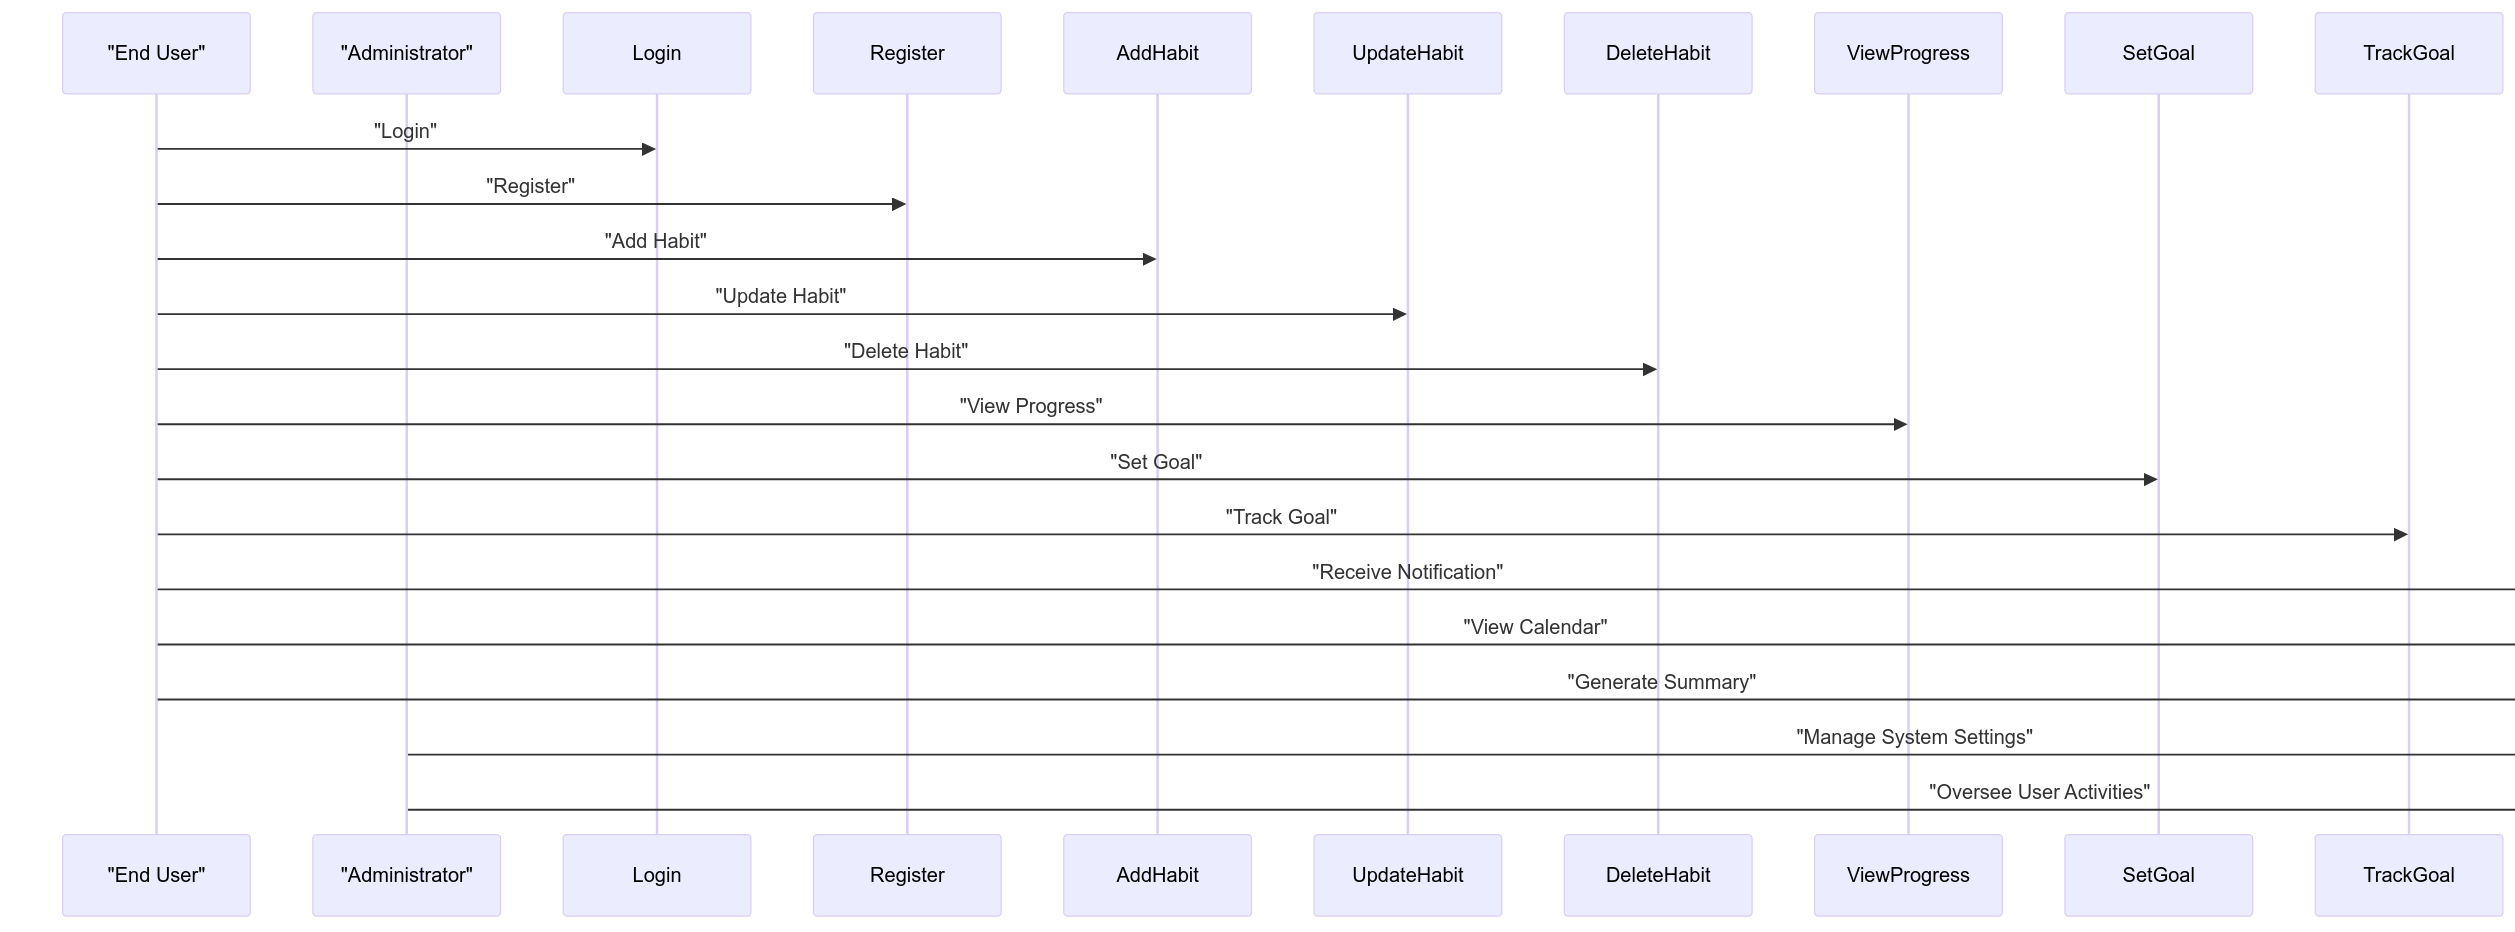 "End User"
"Administrator"
Login
Register
AddHabit
UpdateHabit
DeleteHabit
ViewProgress
SetGoal
TrackGoal
"Login"
"Register"
"Add Habit"
"Update Habit"
"Delete Habit"
"View Progress"
"Set Goal"
"Track Goal"
"Receive Notification"
"View Calendar"
"Generate Summary"
"Manage System Settings"
"Oversee User Activities"
"End User"
"Administrator"
Login
Register
AddHabit
UpdateHabit
DeleteHabit
ViewProgress
SetGoal
TrackGoal